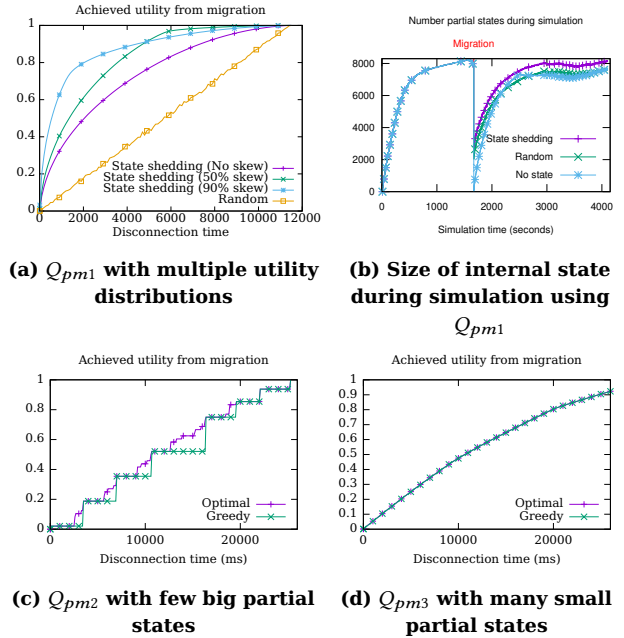 Achieved utility from migration
1
0.8
0.6
0.4
0.2
0
State shedding (No skew)
State shedding (50% skew)
State shedding (90% skew)
Random
0 2000 4000 6000 8000 10000 12000
Disconnection time
(a) Q_pm1 with multiple utility
distributions
Number partial states during simulation
Migration
8000
6000
4000
2000
0
State shedding
Random
No state
0 1000 2000 3000 4000
Simulation time (seconds)
(b) Size of internal state
during simulation using
Q_pm1
Achieved utility from migration
1
0.8
0.6
0.4
0.2
0
Optimal
Greedy
0 10000 20000
Disconnection time (ms)
(c) Q_pm2 with few big partial
states
Achieved utility from migration
1
0.9
0.8
0.7
0.6
0.5
0.4
0.3
0.2
0.1
0
Optimal
Greedy
0 10000 20000
Disconnection time (ms)
(d) Q_pm3 with many small
partial states